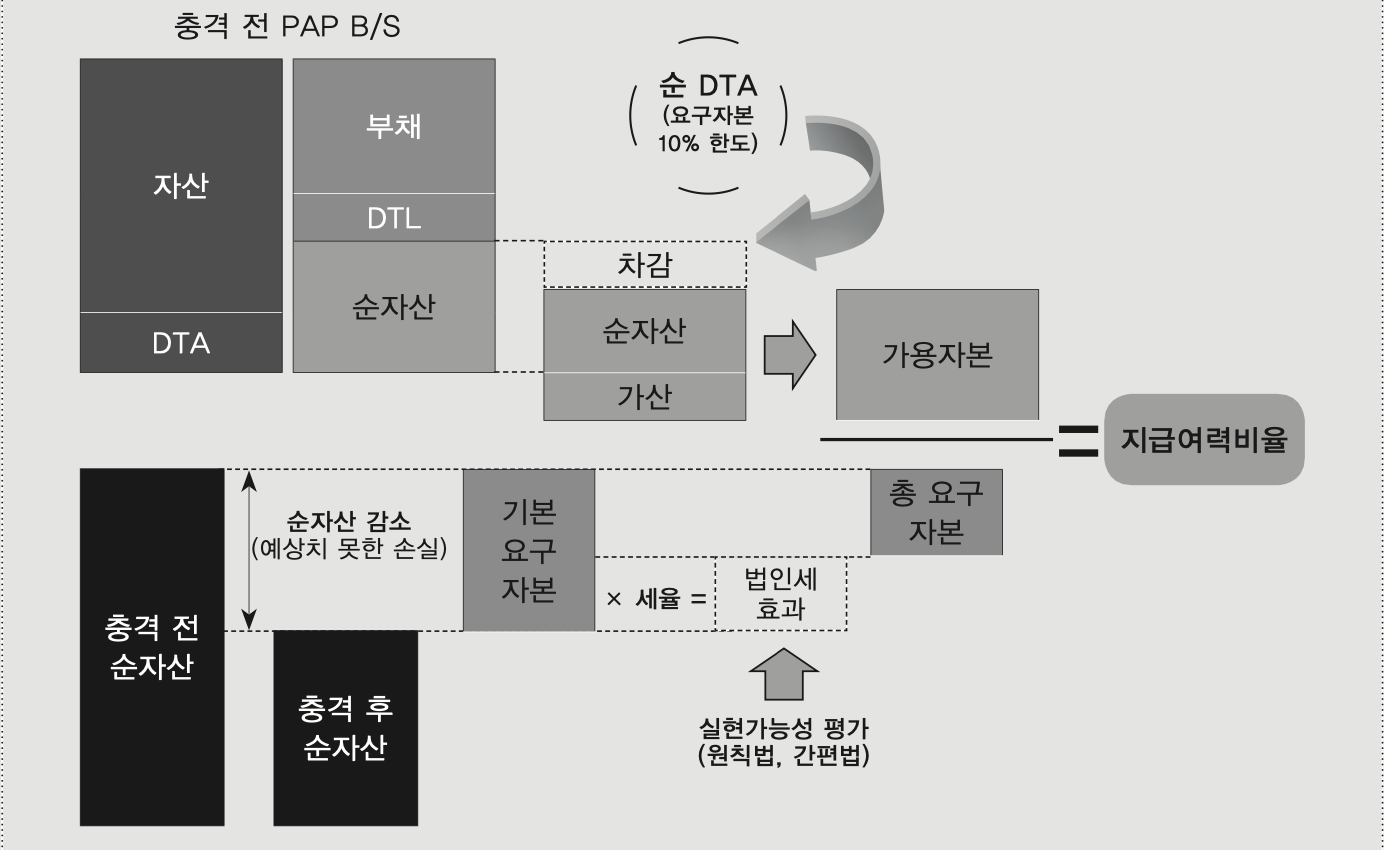 충격 전 PAP B/S
자산
DTA
부채
DTL
순자산
순 DTA
(요구자본
10% 한도)
차감
순자산
가산
가용자본
지급여력비율
충격 전
순자산
순자산 감소
(예상치 못한 손실)
충격 후
순자산
기본
요구
자본
× 세율 =
법인세
효과
총 요구
자본
실현가능성 평가
(원칙법, 간편법)